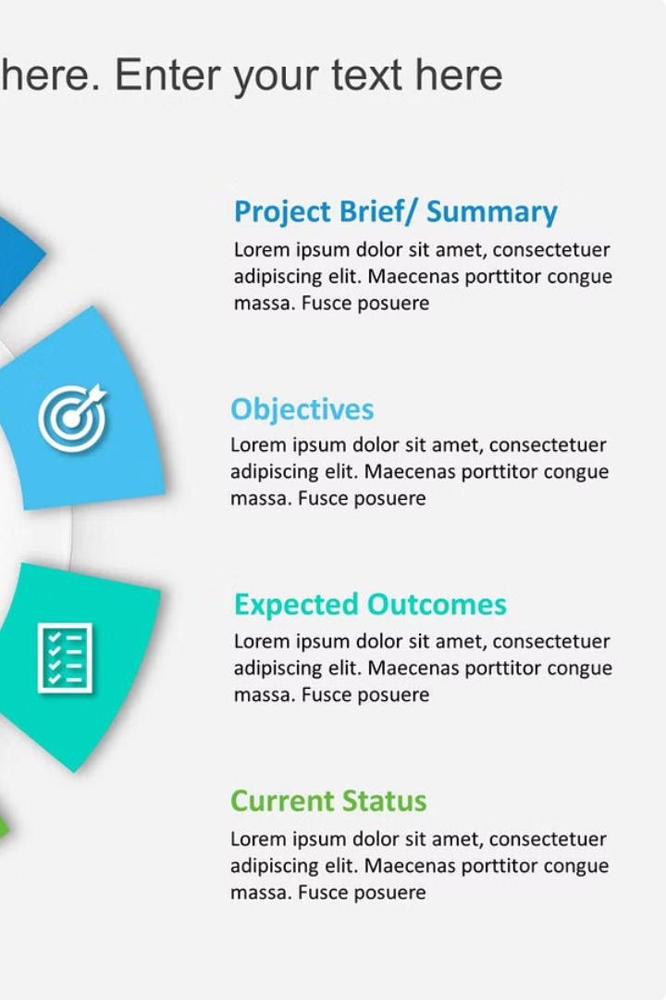 here. Enter your text here
Project Brief/ Summary
Lorem ipsum dolor sit amet, consectetuer
adipiscing elit. Maecenas porttitor congue
massa. Fusce posuere
Objectives
Lorem ipsum dolor sit amet, consectetuer
adipiscing elit. Maecenas porttitor congue
massa. Fusce posuere
Expected Outcomes
Lorem ipsum dolor sit amet, consectetuer
adipiscing elit. Maecenas porttitor congue
massa. Fusce posuere
Current Status
Lorem ipsum dolor sit amet, consectetuer
adipiscing elit. Maecenas porttitor congue
massa. Fusce posuere